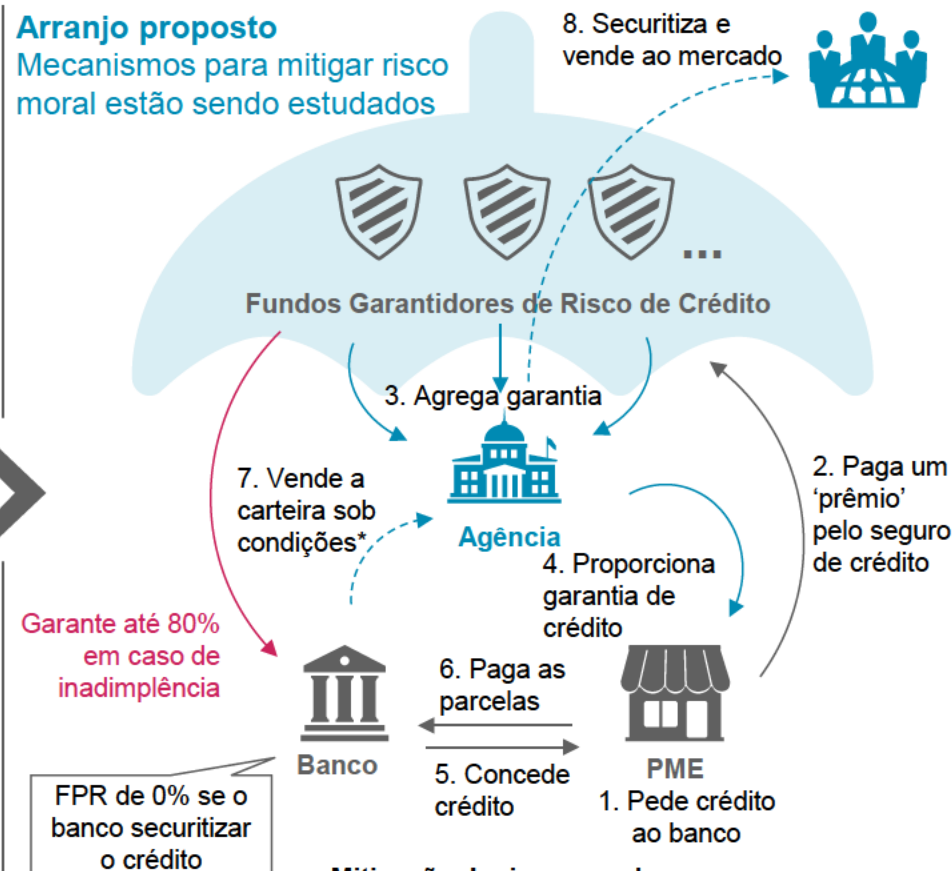 Arranjo proposto
Mecanismos para mitigar risco
moral estão sendo estudados
8. Securitiza e
vende ao mercado
...
Fundos Garantidores de Risco de Crédito
3. Agrega garantia
Agência
7. Vende a
carteira sob
condições*
2. Paga um
‘prêmio’
pelo seguro
de crédito
4. Proporciona
garantia de
crédito
Garante até 80%
em caso de
inadimplência
6. Paga as
parcelas
Banco
5. Concede
crédito
PME
1. Pede crédito
ao banco
FPR de 0% se o
banco securitizar
o crédito